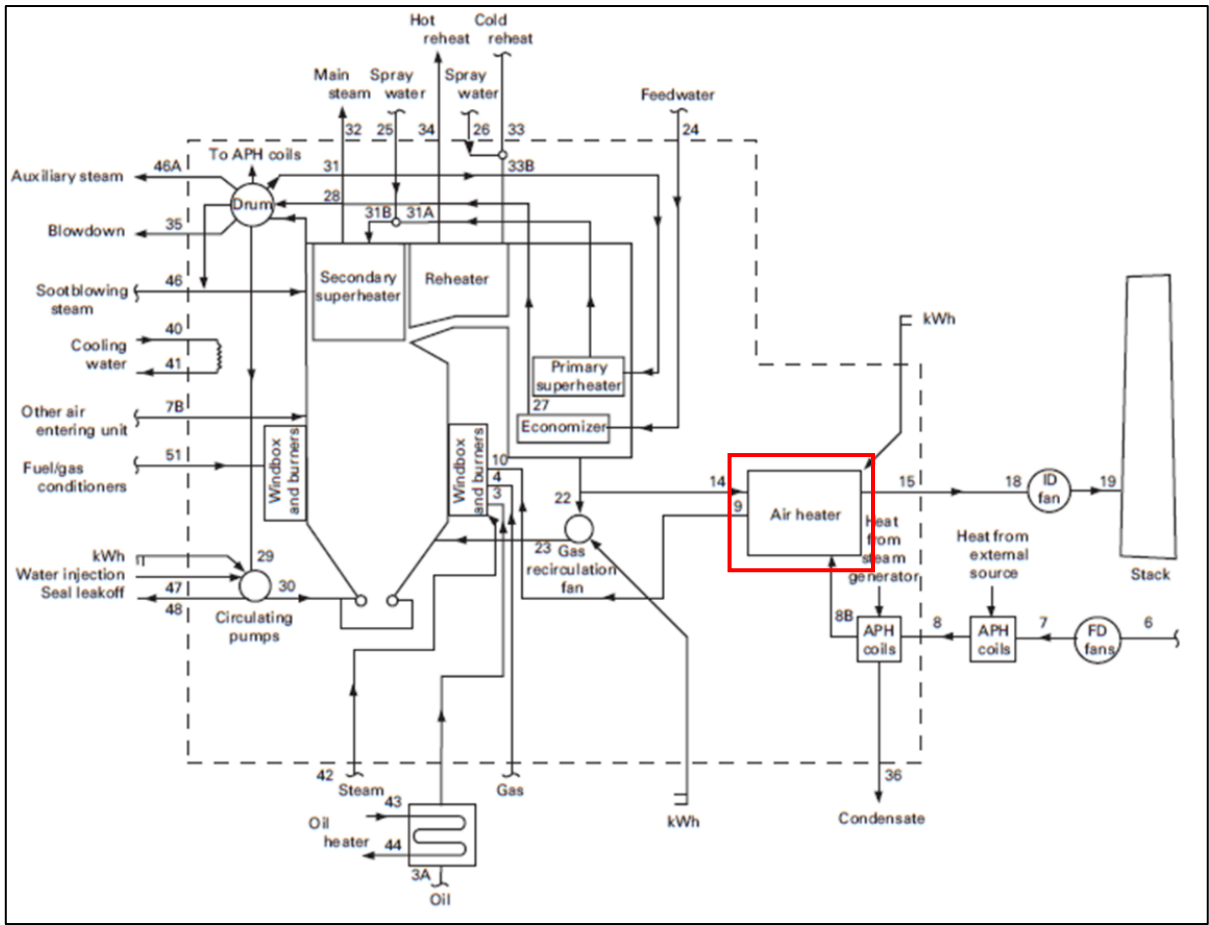 Hot
reheat
Cold
reheat
Main
steam
Spray
water
Spray
water
Feedwater
32
25
34
26
33
24
To APH coils
46A
31
33B
Auxiliary steam
Drum
28
31B
31A
35
Blowdown
46
Sootblowing
steam
Secondary
superheater
Reheater
40
Cooling
water
41
kWh
Primary
superheater
27
Economizer
7B
Other air
entering unit
51
Fuel/gas
conditioners
Windbox
and burners
Windbox
and burners
10
4
3
14
9
22
Air heater
15
18
ID
fan
19
Stack
23
Gas
recirculation
fan
Heat
from
steam
generator
Heat from
external
source
kWh
Water injection
Seal leakoff
29
30
47
48
Circulating
pumps
8B
APH
coils
8
APH
coils
7
FD
fans
6
42
Steam
Gas
36
Condensate
kWh
43
Oil
heater
44
3A
Oil